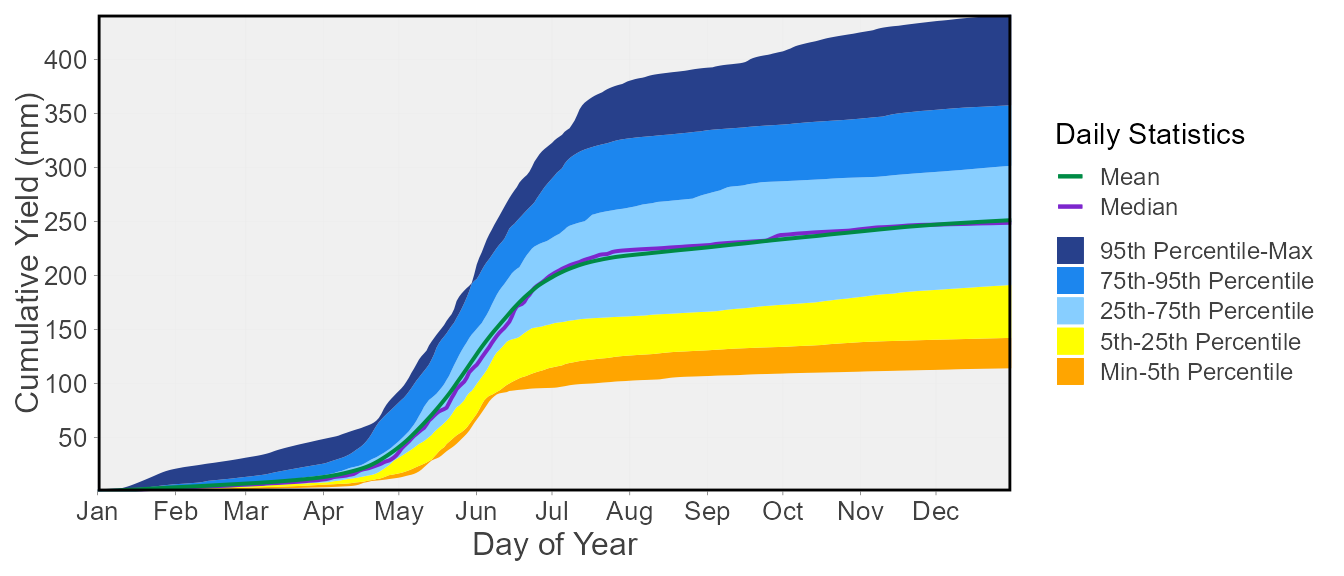 400
350
300
250
200
150
100
50
Cumulative Yield (mm)
Jan Feb Mar Apr May Jun Jul Aug Sep Oct Nov Dec
Day of Year
Daily Statistics
Mean
Median
95th Percentile-Max
75th-95th Percentile
25th-75th Percentile
5th-25th Percentile
Min-5th Percentile